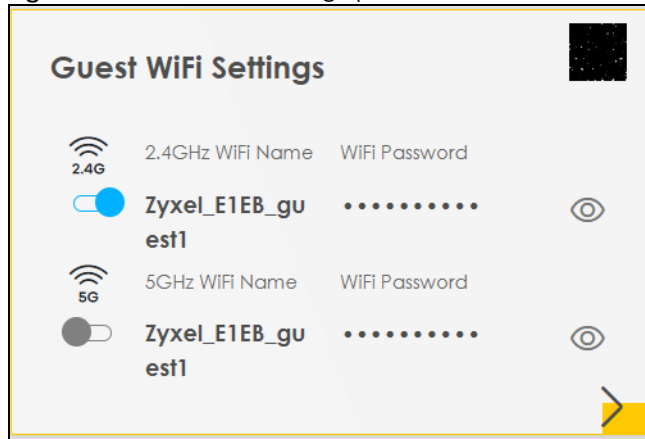 Guest WiFi Settings
2.4G
2.4GHz WiFi Name WiFi Password
Zyxel_E1EB_gu ••••••••••
est1
5G
5GHz WiFi Name WiFi Password
Zyxel_E1EB_gu ••••••••••
est1